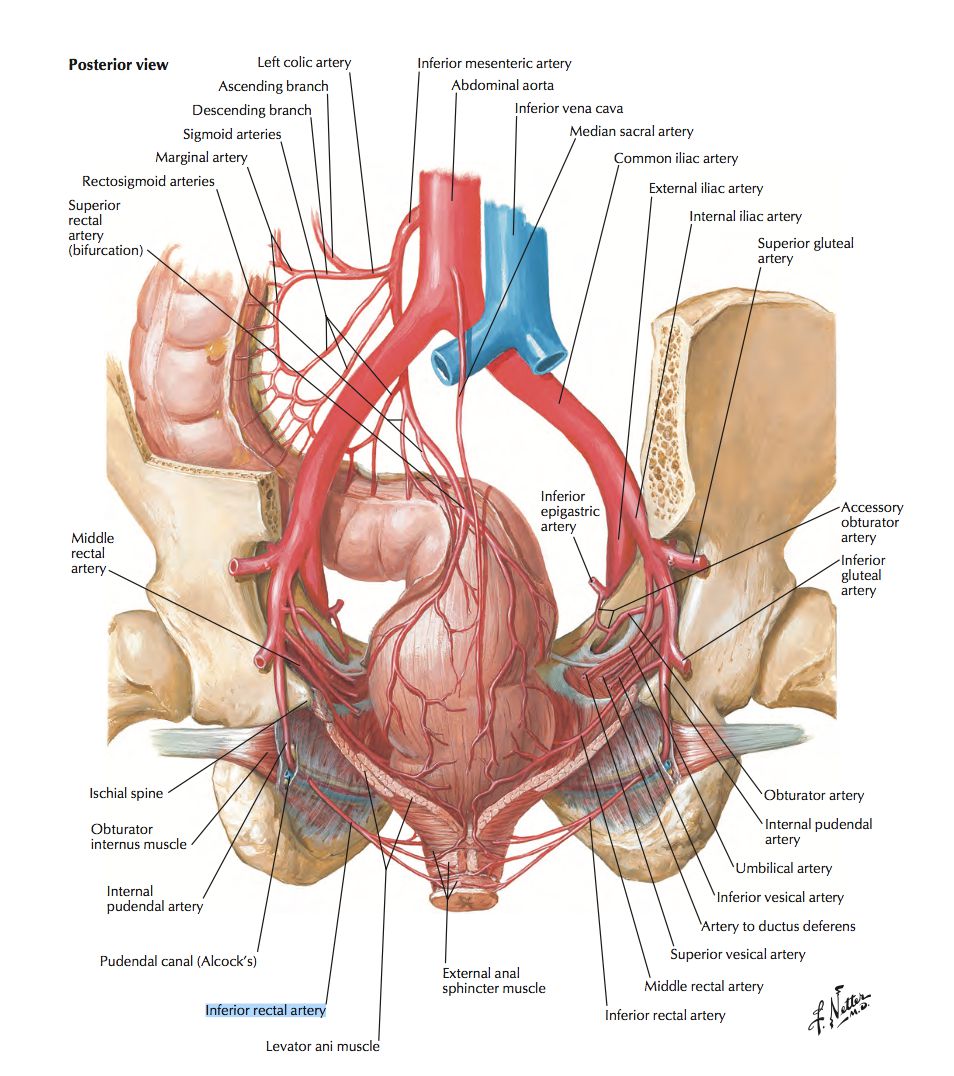 Posterior view
Left colic artery
Ascending branch
Descending branch
Sigmoid arteries
Marginal artery
Rectosigmoid arteries
Superior
rectal
artery
(bifurcation)
Inferior mesenteric artery
Abdominal aorta
Inferior vena cava
Median sacral artery
Common iliac artery
External iliac artery
Internal iliac artery
Superior gluteal
artery
Inferior
epigastric
artery
Accessory
obturator
artery
Inferior
gluteal
artery
Middle
rectal
artery
Ischial spine
Obturator
internus muscle
Internal
pudendal artery
Pudendal canal (Alcock's)
Inferior rectal artery
Levator ani muscle
External anal
sphincter muscle
Obturator artery
Internal pudendal
artery
Umbilical artery
Inferior vesical artery
Artery to ductus deferens
Superior vesical artery
Middle rectal artery
Inferior rectal artery
F. Netter
M.D.